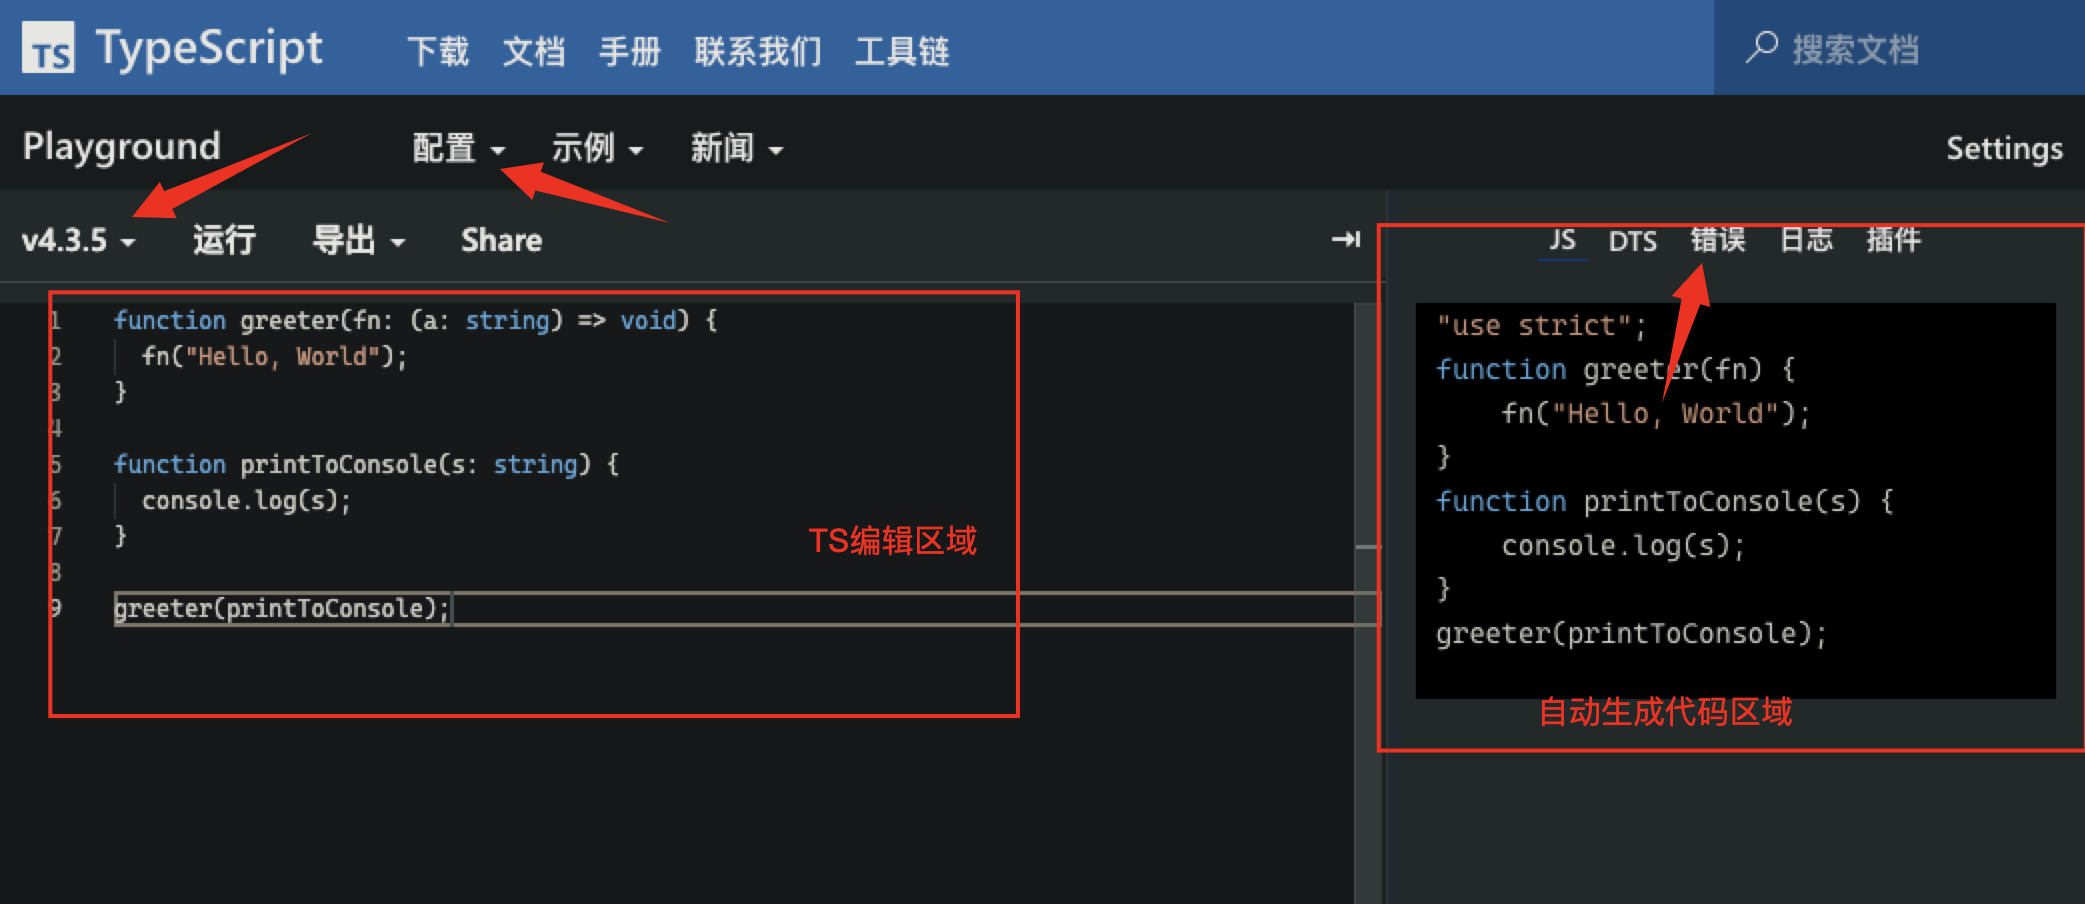 TS TypeScript 下载 文档 手册 联系我们 工具链 搜索文档
Playground 配置 示例 新闻 Settings
v4.3.5 运行 导出 Share
1 function greeter(fn: (a: string) => void) {
2 fn("Hello, World");
3 }
4
5 function printToConsole(s: string) {
6 console.log(s);
7 }
8
9 greeter(printToConsole);
TS编辑区域
JS DTS 错误 日志 插件
"use strict";
function greeter(fn) {
fn("Hello, World");
}
function printToConsole(s) {
console.log(s);
}
greeter(printToConsole);
自动生成代码区域